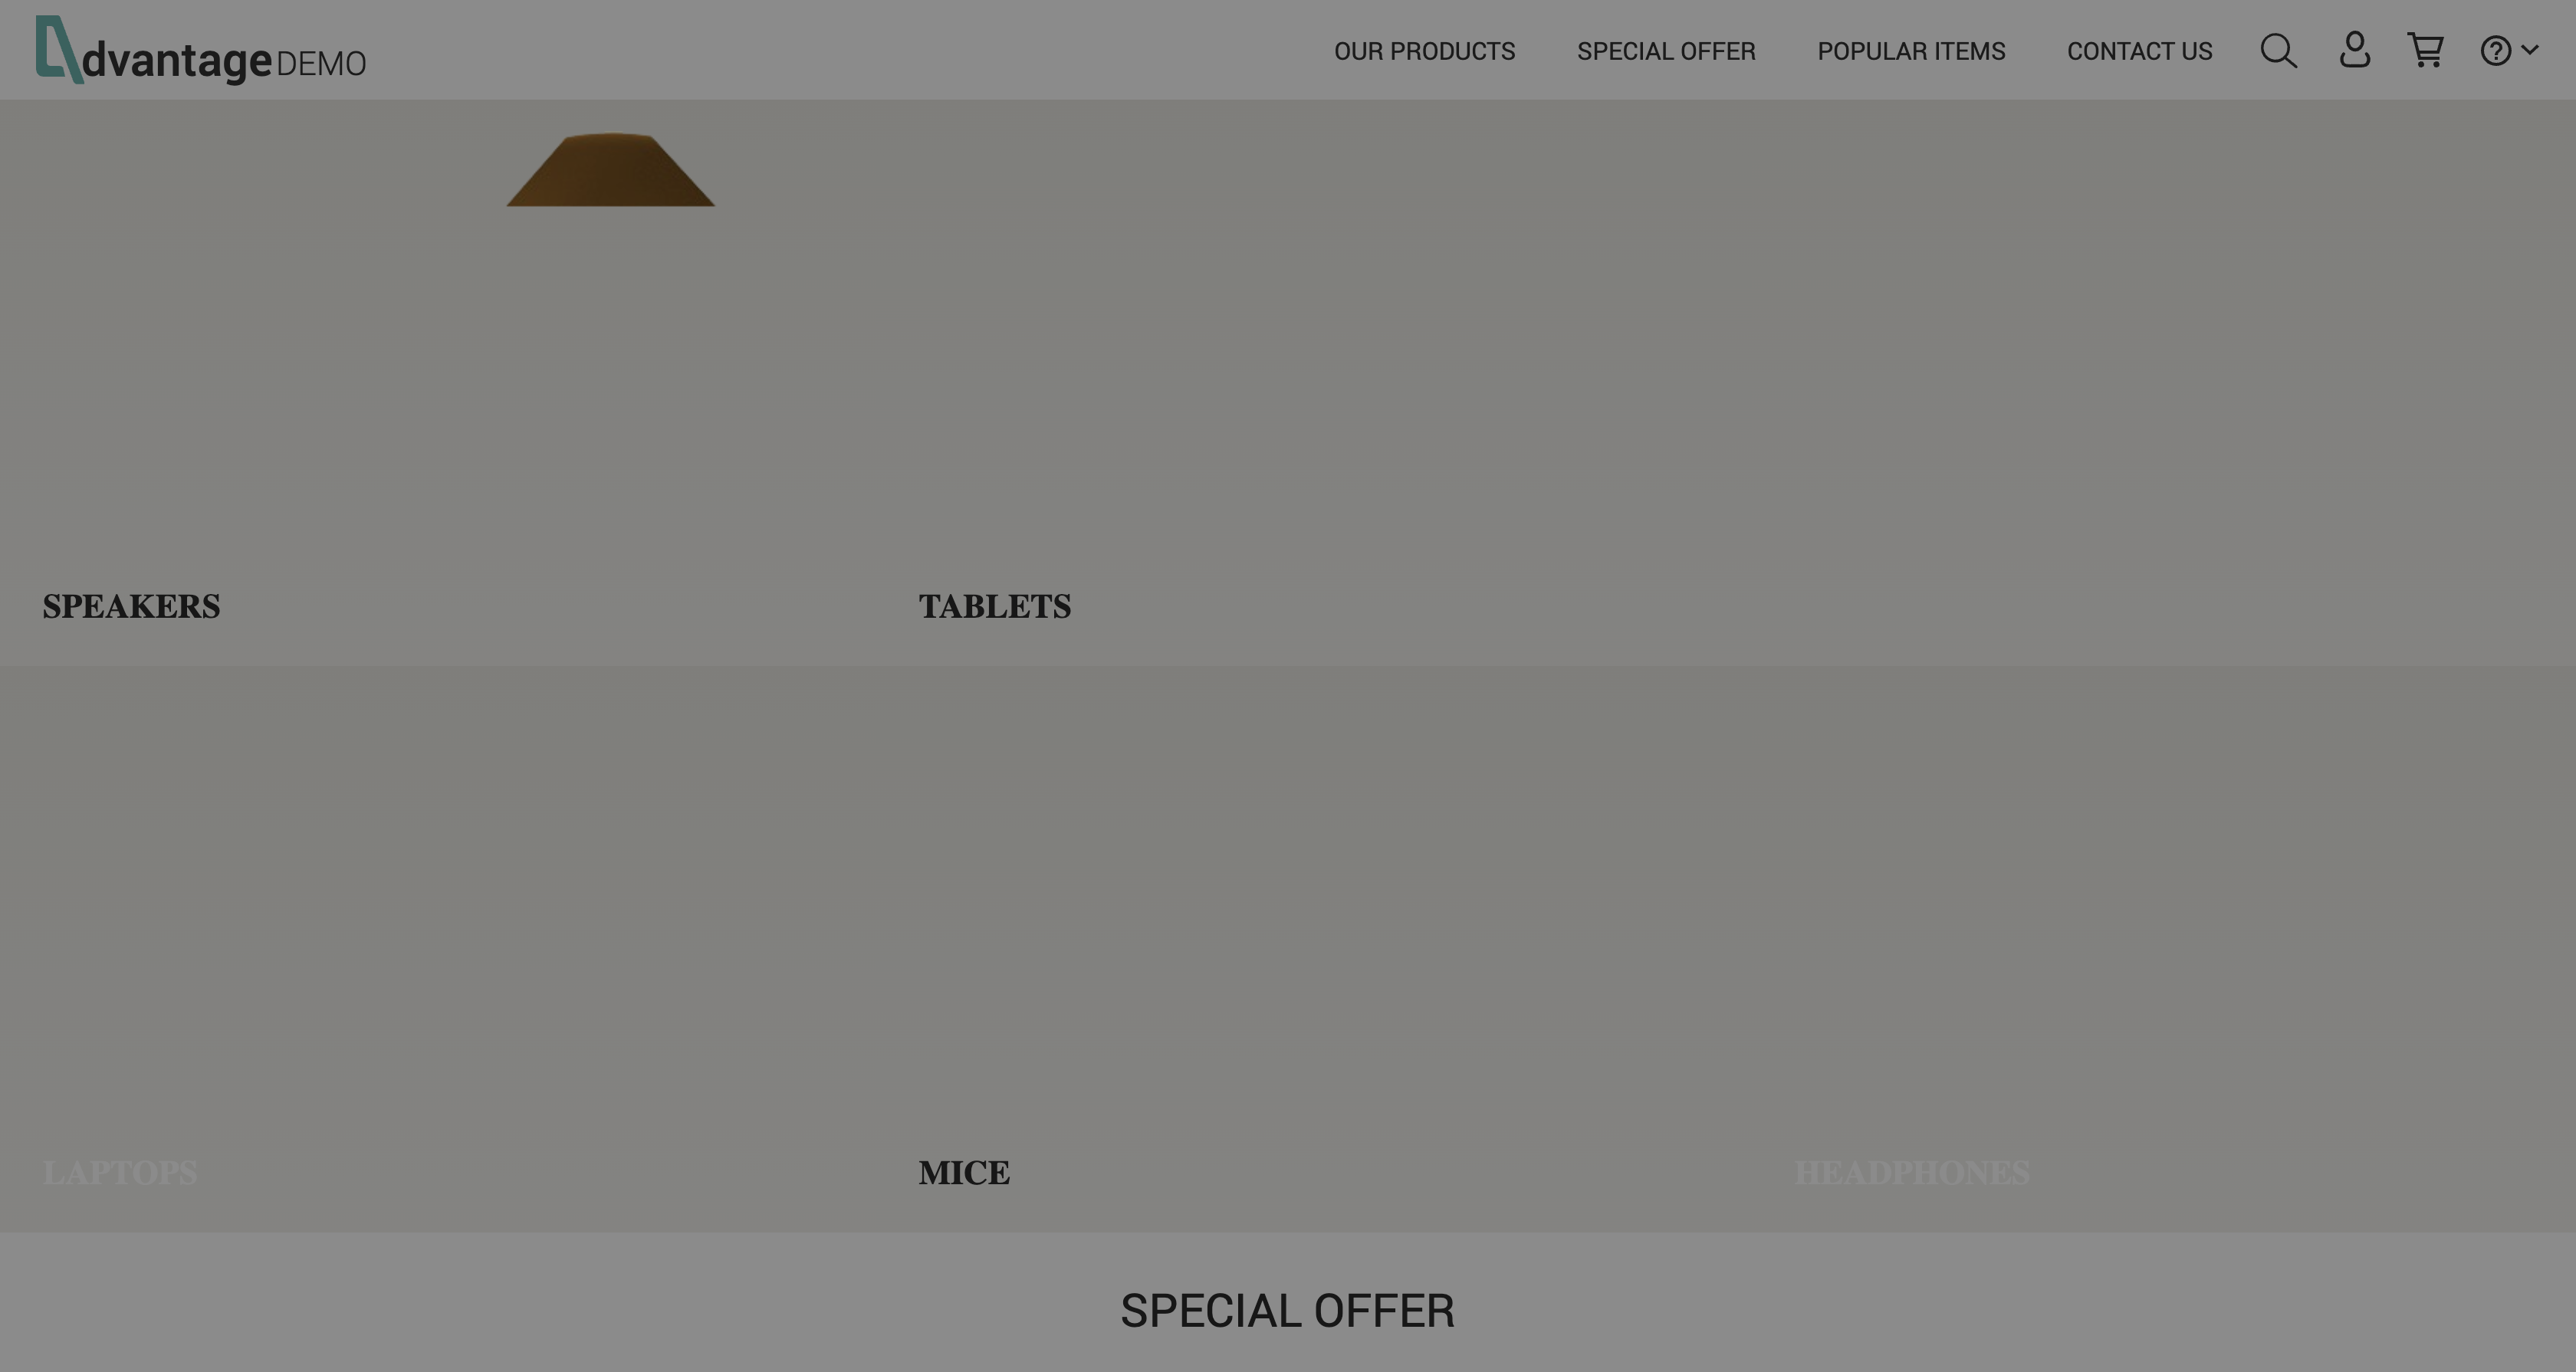 dvantage DEMO
OUR PRODUCTS
SPECIAL OFFER
POPULAR ITEMS
CONTACT US
SPEAKERS
TABLETS
LAPTOPS
MICE
HEADPHONES
SPECIAL OFFER